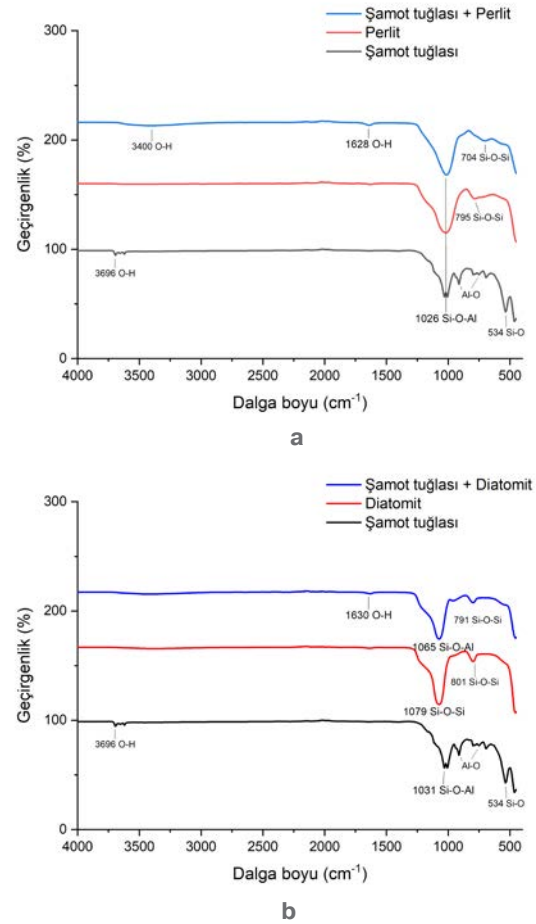 Şamot tuğlası + Perlit
Perlit
Şamot tuğlası
300
200
100
0
Geçirgenlik (%)
3400 O-H
1628 O-H
704 Si-O-Si
795 Si-O-Si
3696 O-H
Al-O
1026 Si-O-Al
534 Si-O
4000 3500 3000 2500 2000 1500 1000 500
Dalga boyu (cm⁻¹)
a
Şamot tuğlası + Diatomit
Diatomit
Şamot tuğlası
300
200
100
0
Geçirgenlik (%)
1630 O-H
791 Si-O-Si
1065 Si-O-Al
801 Si-O-Si
1079 Si-O-Si
3696 O-H
Al-O
1031 Si-O-Al
534 Si-O
4000 3500 3000 2500 2000 1500 1000 500
Dalga boyu (cm⁻¹)
b